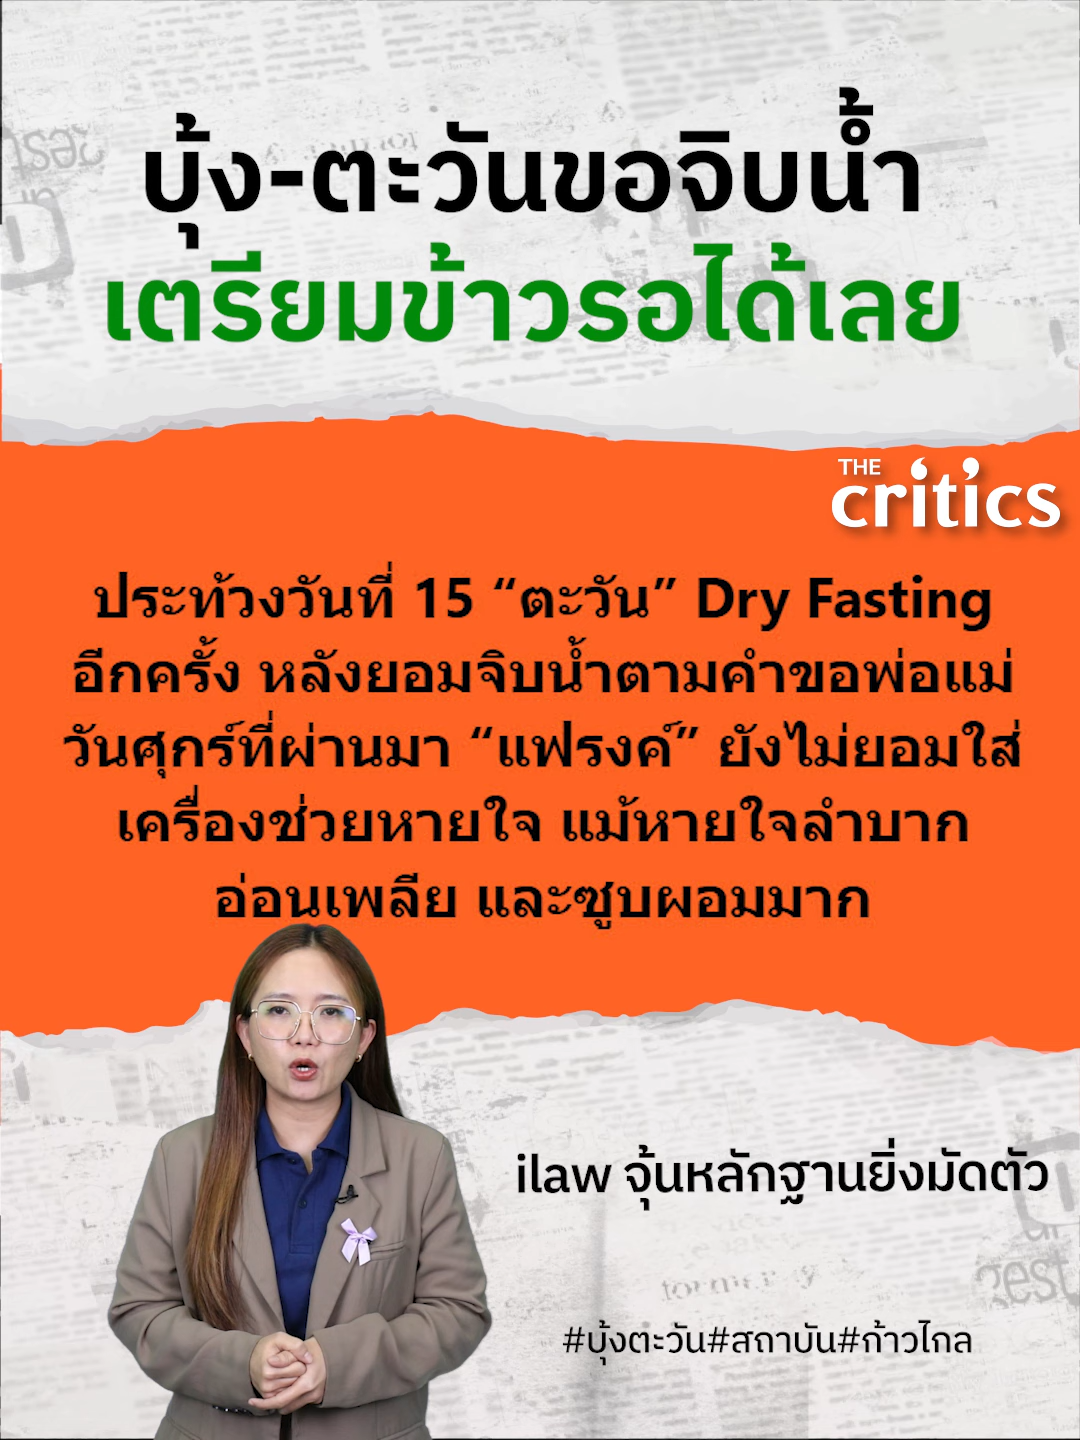 บุ้ง-ตะวันขอจิบน้ำ
เตรียมข้าวรอได้เลย
THE
critics
ประท้วงวันที่ 15 “ตะวัน” Dry Fasting
อีกครั้ง หลังยอมจิบน้ำตามคำขอพ่อแม่
วันศุกร์ที่ผ่านมา “แฟรงค์” ยังไม่ยอมใส่
เครื่องช่วยหายใจ แม้หายใจลำบาก
อ่อนเพลีย และซูบผอมมาก
ilaw จุ้นหลักฐานยิ่งมัดตัว
#บุ้งตะวัน#สถาบัน#ก้าวไกล